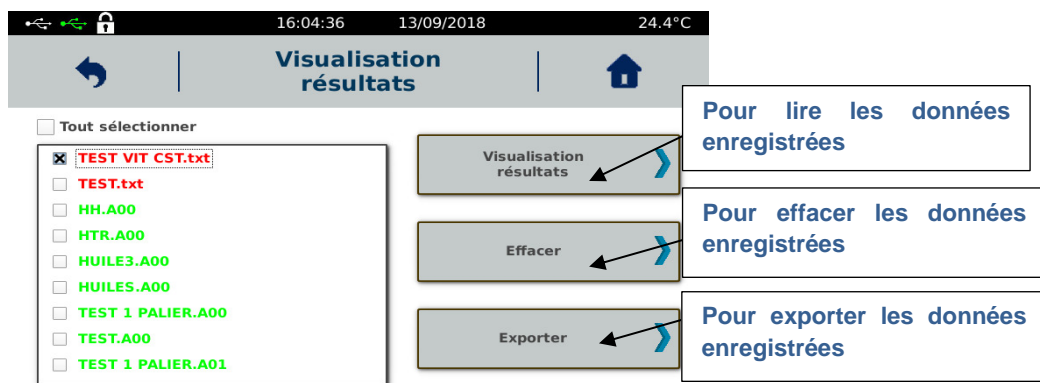 16:04:36 13/09/2018 24.4°C
Visualisation
résultats
Tout sélectionner
TEST VIT CST.txt
TEST.txt
HH.A00
HTR.A00
HUILE3.A00
HUILES.A00
TEST 1 PALIER.A00
TEST.A00
TEST 1 PALIER.A01
Visualisation
résultats
Effacer
Exporter
Pour lire les données
enregistrées
Pour effacer les données
enregistrées
Pour exporter les données
enregistrées